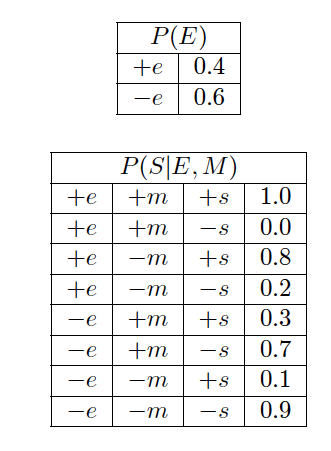 P(E)
+e 0.4
−e 0.6
P(S|E, M)
+e +m +s 1.0
+e +m −s 0.0
+e −m +s 0.8
+e −m −s 0.2
−e +m +s 0.3
−e +m −s 0.7
−e −m +s 0.1
−e −m −s 0.9